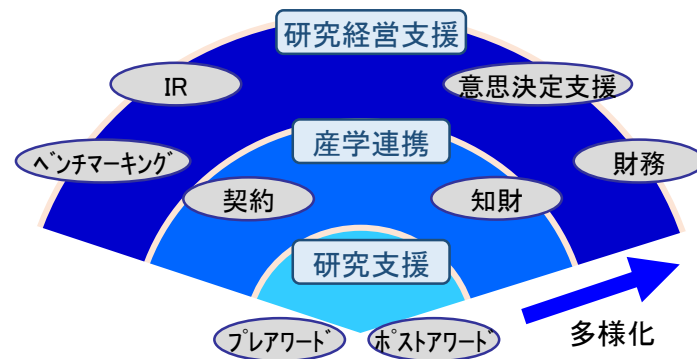 研究経営支援
IR
意思決定支援
産学連携
ﾍﾞﾝﾁﾏｰｷﾝｸﾞ
財務
契約
知財
研究支援
ﾌﾟﾚｱﾜｰﾄﾞ
ﾎﾟｽﾄｱﾜｰﾄﾞ
多様化